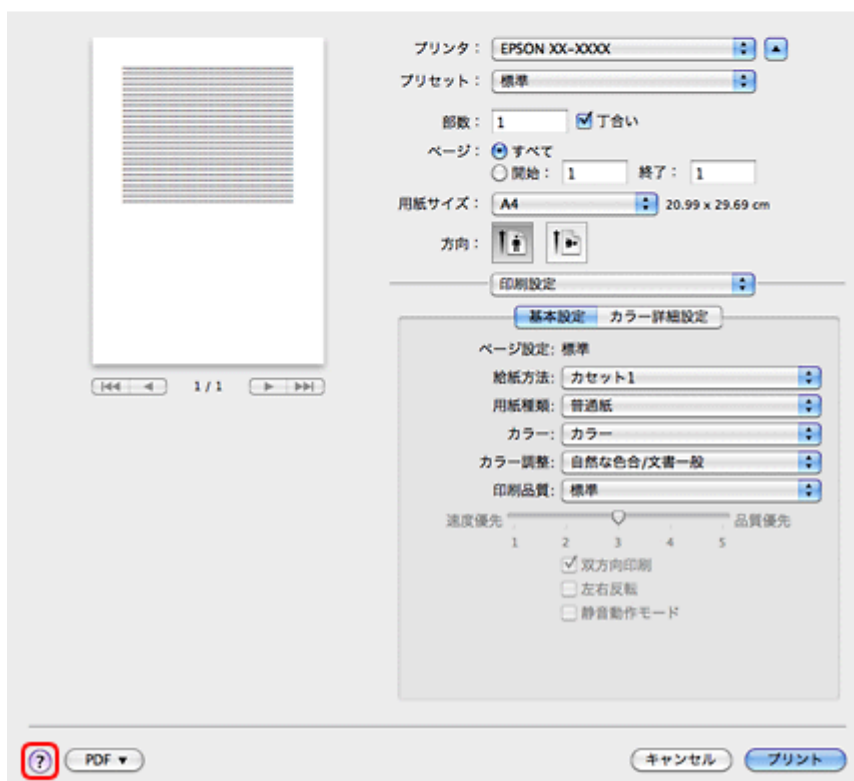 プリンタ： EPSON XX-XXXX
プリセット： 標準
部数： 1 丁合い
ページ： すべて
開始： 1 終了： 1
用紙サイズ： A4 20.99 x 29.69 cm
方向：
印刷設定
基本設定 カラー詳細設定
ページ設定: 標準
給紙方法: カセット1
用紙種類: 普通紙
カラー: カラー
カラー調整: 自然な色合/文書一般
印刷品質: 標準
速度優先 品質優先
1 2 3 4 5
双方向印刷
左右反転
静音動作モード
1 / 1
? PDF ▼ キャンセル プリント